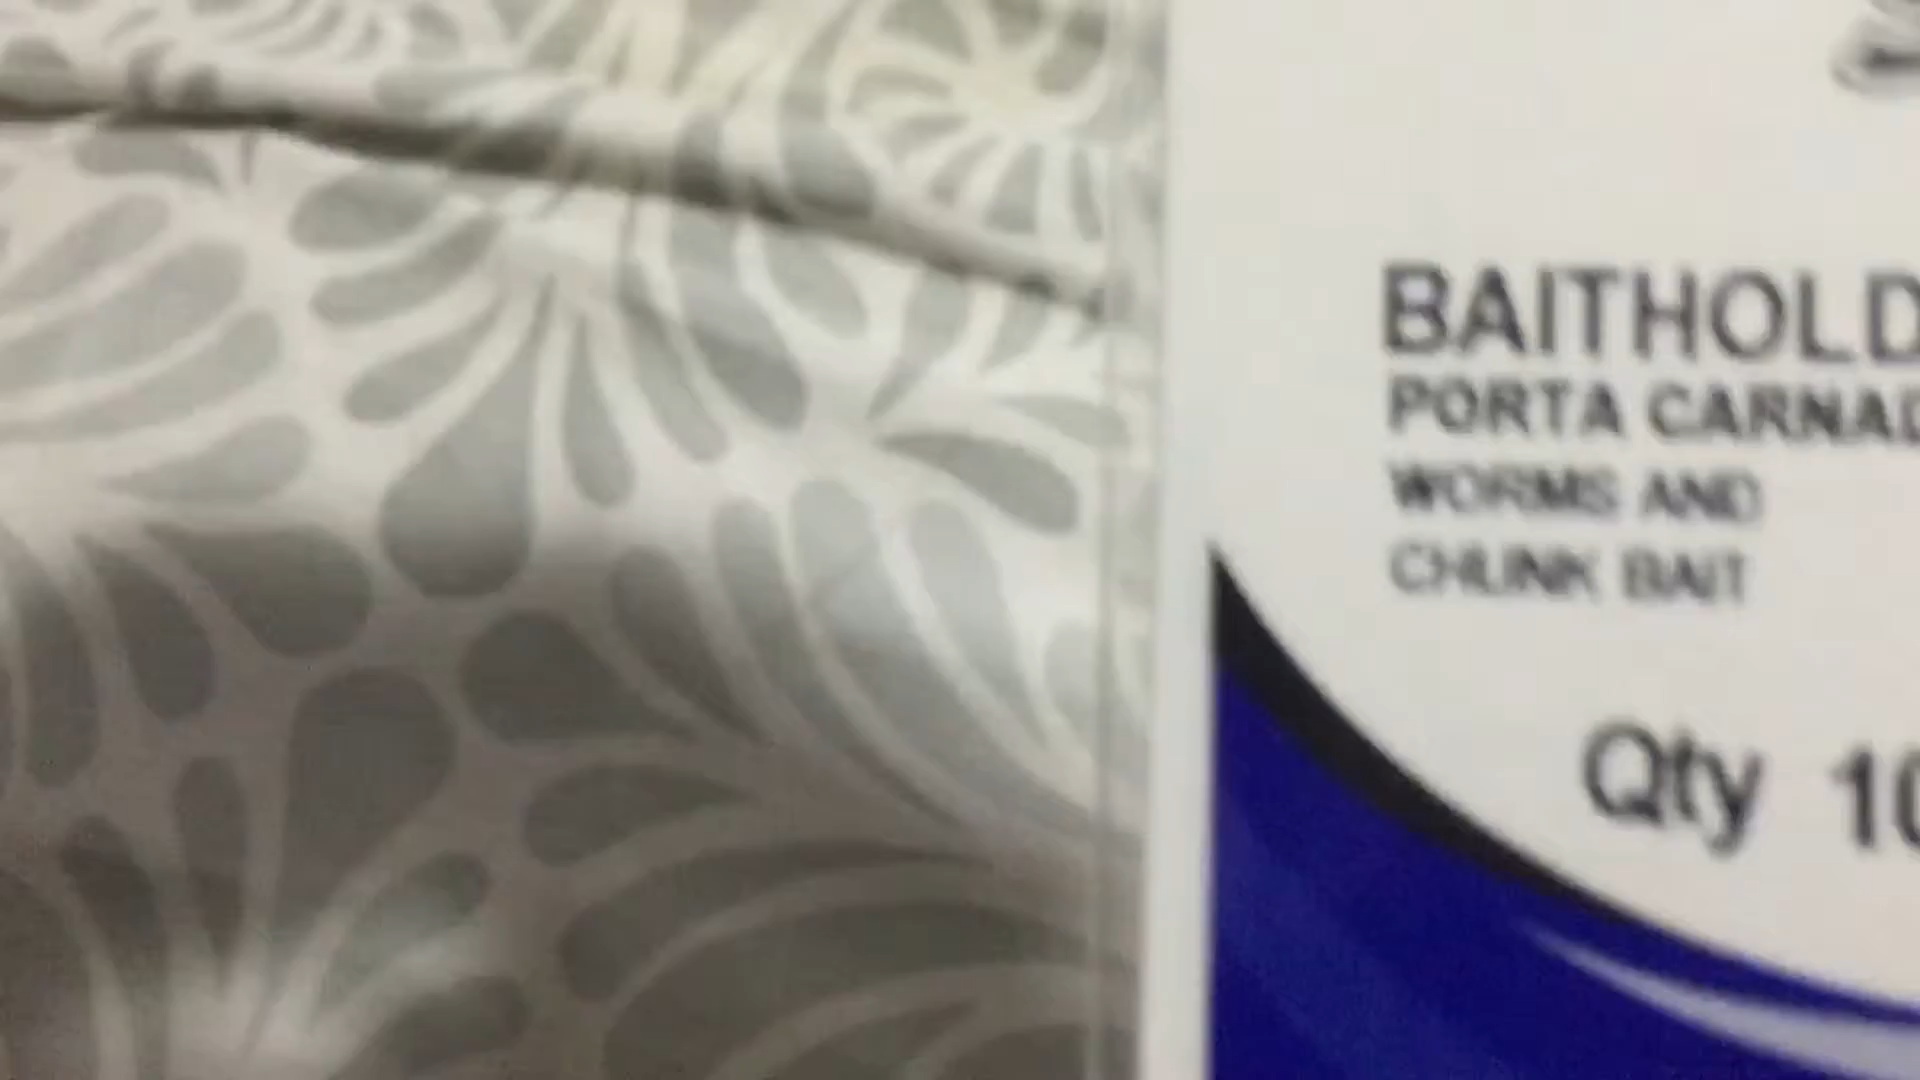 BAITHOLD
PORTA CARNAD
WORMS AND
CHUNK BAIT
Qty 10